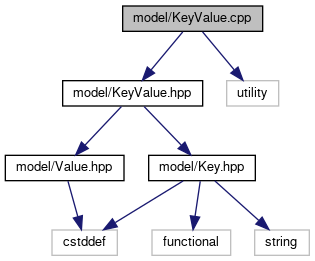 model/KeyValue.cpp
model/KeyValue.hpp
utility
model/Value.hpp
model/Key.hpp
cstddef
functional
string